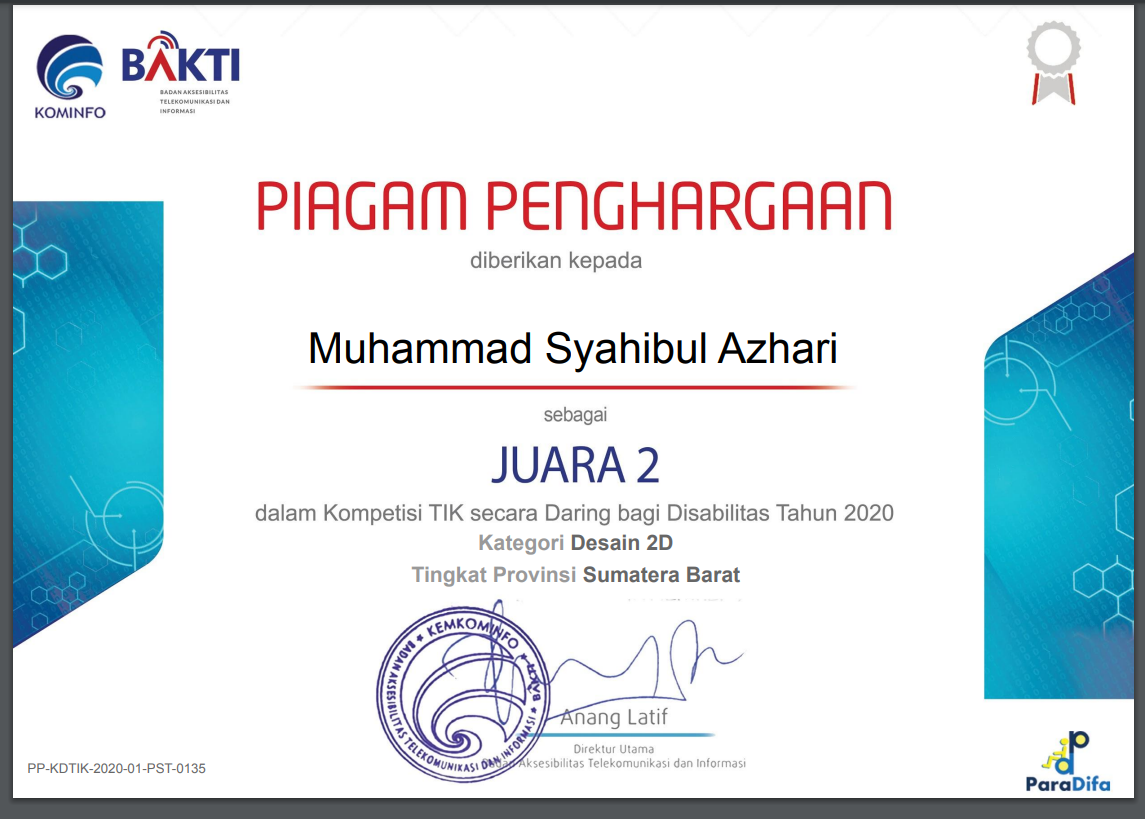 KOMINFO
BAKTI
BADAN AKSESIBILITAS
TELEKOMUNIKASI DAN
INFORMASI
PIAGAM PENGHARGAAN
diberikan kepada
Muhammad Syahibul Azhari
sebagai
JUARA 2
dalam Kompetisi TIK secara Daring bagi Disabilitas Tahun 2020
Kategori Desain 2D
Tingkat Provinsi Sumatera Barat
KEMKOMINFO ★ BAKTI ★
BADAN AKSESIBILITAS TELEKOMUNIKASI DAN INFORMASI
Anang Latif
Direktur Utama
Badan Aksesibilitas Telekomunikasi dan Informasi
PP-KDTIK-2020-01-PST-0135
ParaDifa